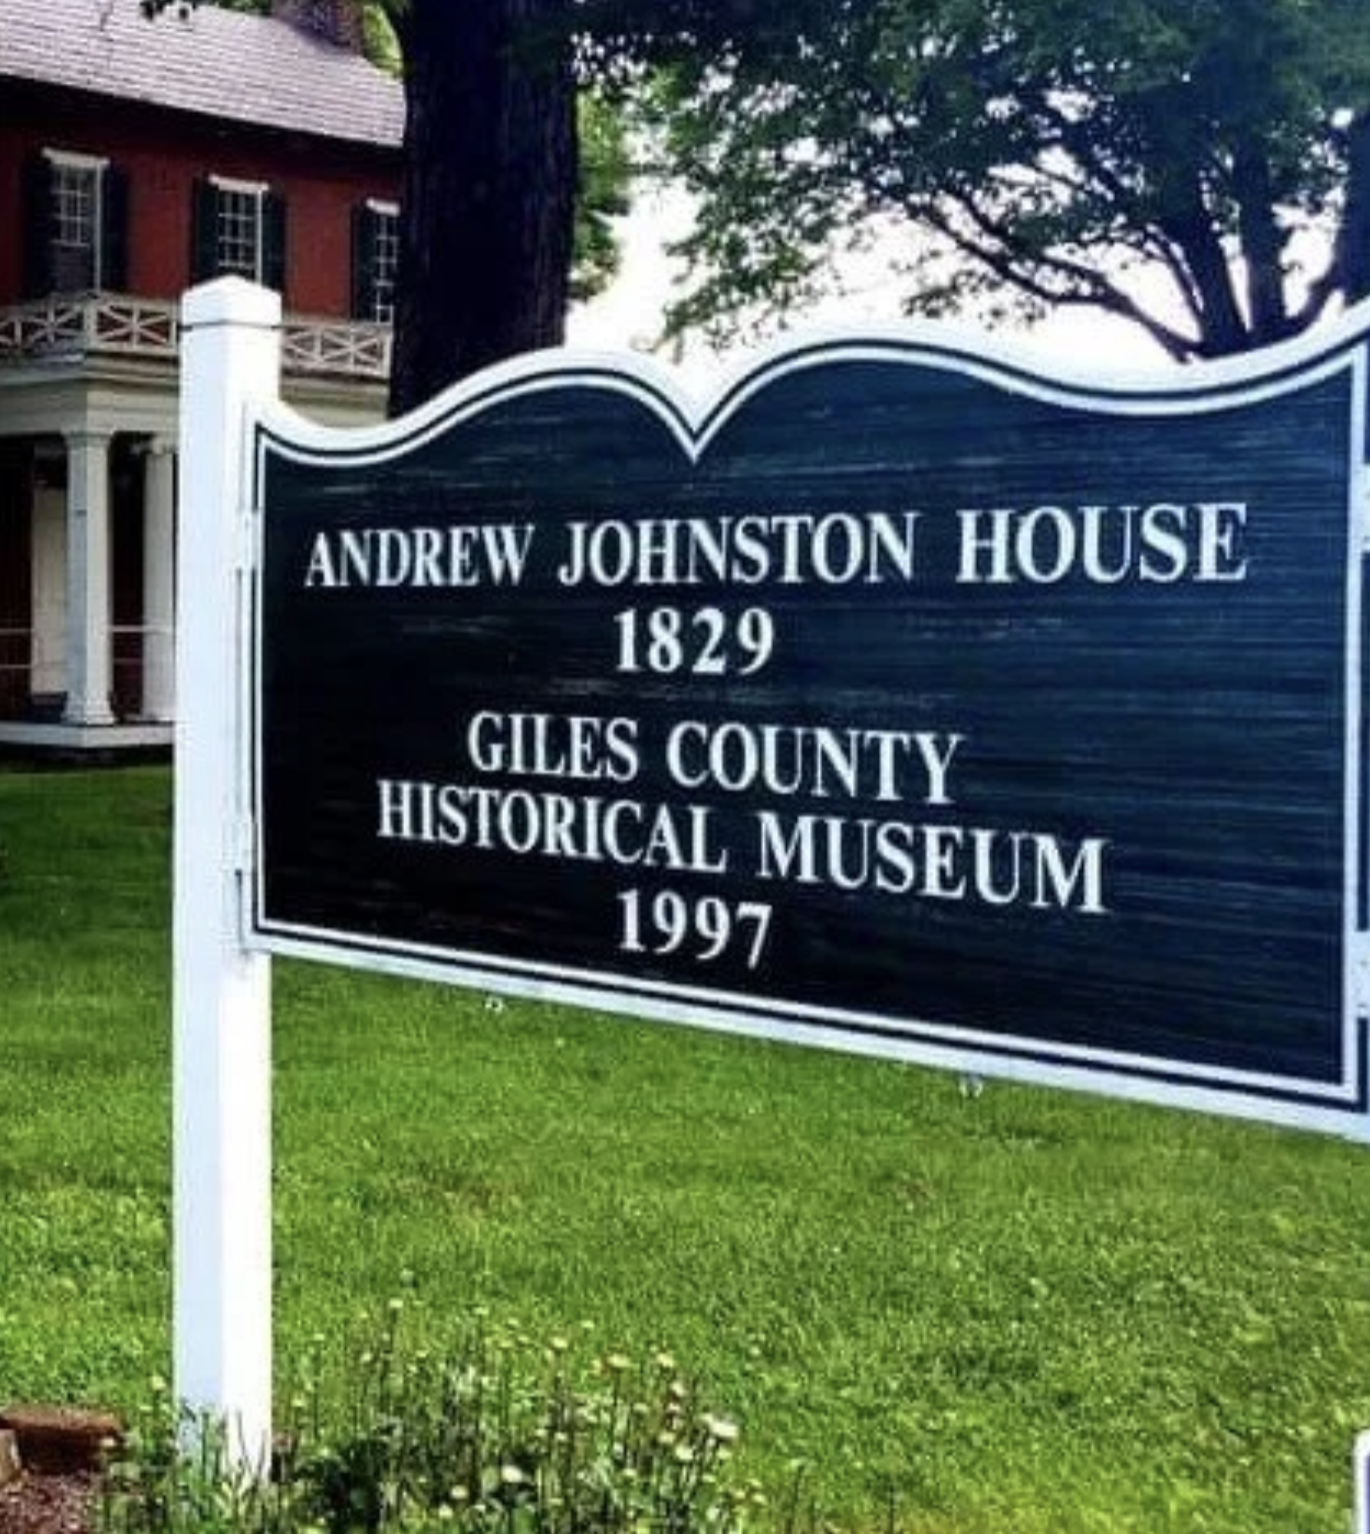 ANDREW JOHNSTON HOUSE
1829
GILES COUNTY
HISTORICAL MUSEUM
1997